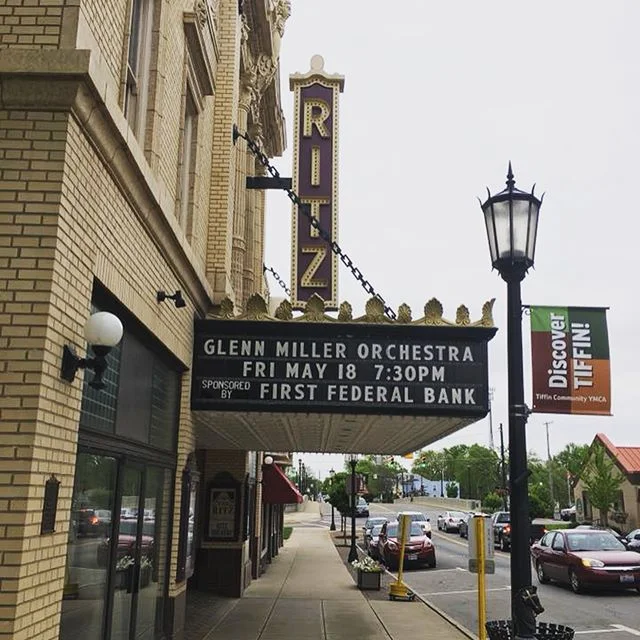 RITZ
GLENN MILLER ORCHESTRA
FRI MAY 18 7:30PM
SPONSORED BY FIRST FEDERAL BANK
Discover
TIFFIN!
Tiffin Community YMCA
RITZ